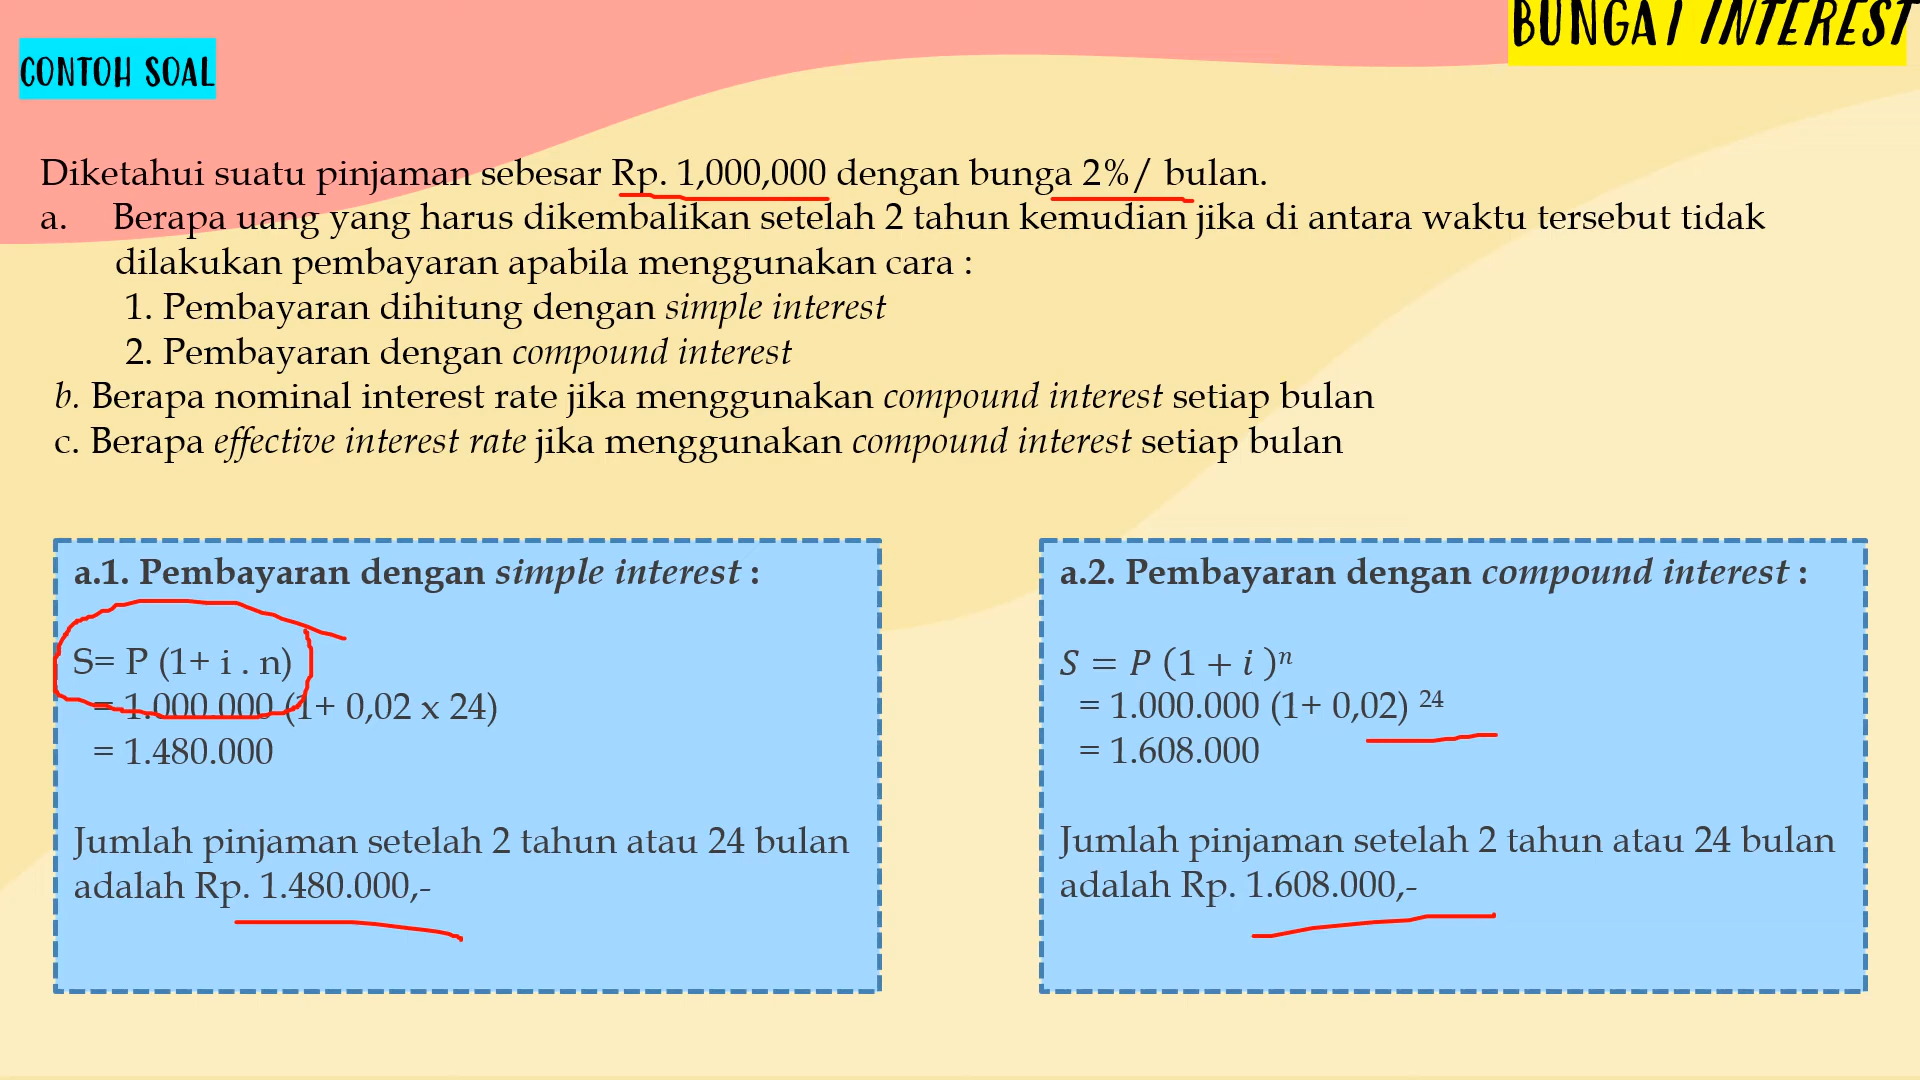 BUNGA/ INTEREST
CONTOH SOAL
Diketahui suatu pinjaman sebesar Rp. 1,000,000 dengan bunga 2%/ bulan.
a. Berapa uang yang harus dikembalikan setelah 2 tahun kemudian jika di antara waktu tersebut tidak
dilakukan pembayaran apabila menggunakan cara :
1. Pembayaran dihitung dengan simple interest
2. Pembayaran dengan compound interest
b. Berapa nominal interest rate jika menggunakan compound interest setiap bulan
c. Berapa effective interest rate jika menggunakan compound interest setiap bulan
a.1. Pembayaran dengan simple interest :
S= P (1+ i . n)
= 1.000.000 (1+ 0,02 x 24)
= 1.480.000
Jumlah pinjaman setelah 2 tahun atau 24 bulan
adalah Rp. 1.480.000,-
a.2. Pembayaran dengan compound interest :
S = P (1 + i )ⁿ
= 1.000.000 (1+ 0,02) ²⁴
= 1.608.000
Jumlah pinjaman setelah 2 tahun atau 24 bulan
adalah Rp. 1.608.000,-